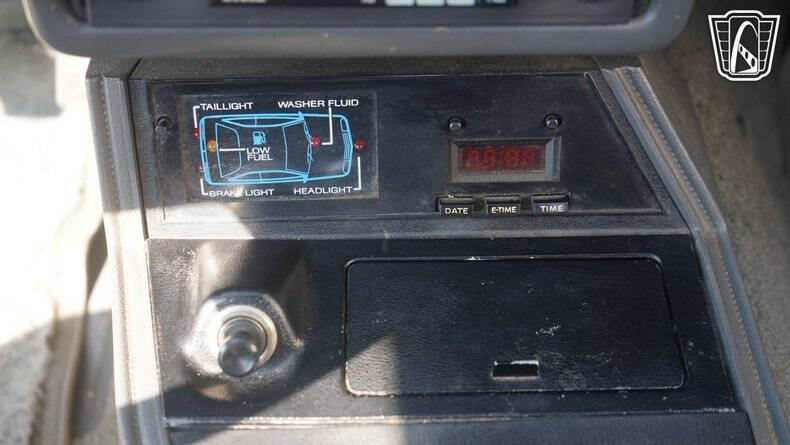 TAILLIGHT
WASHER FLUID
LOW
FUEL
BRAKE LIGHT
HEADLIGHT
DATE
E-TIME
TIME